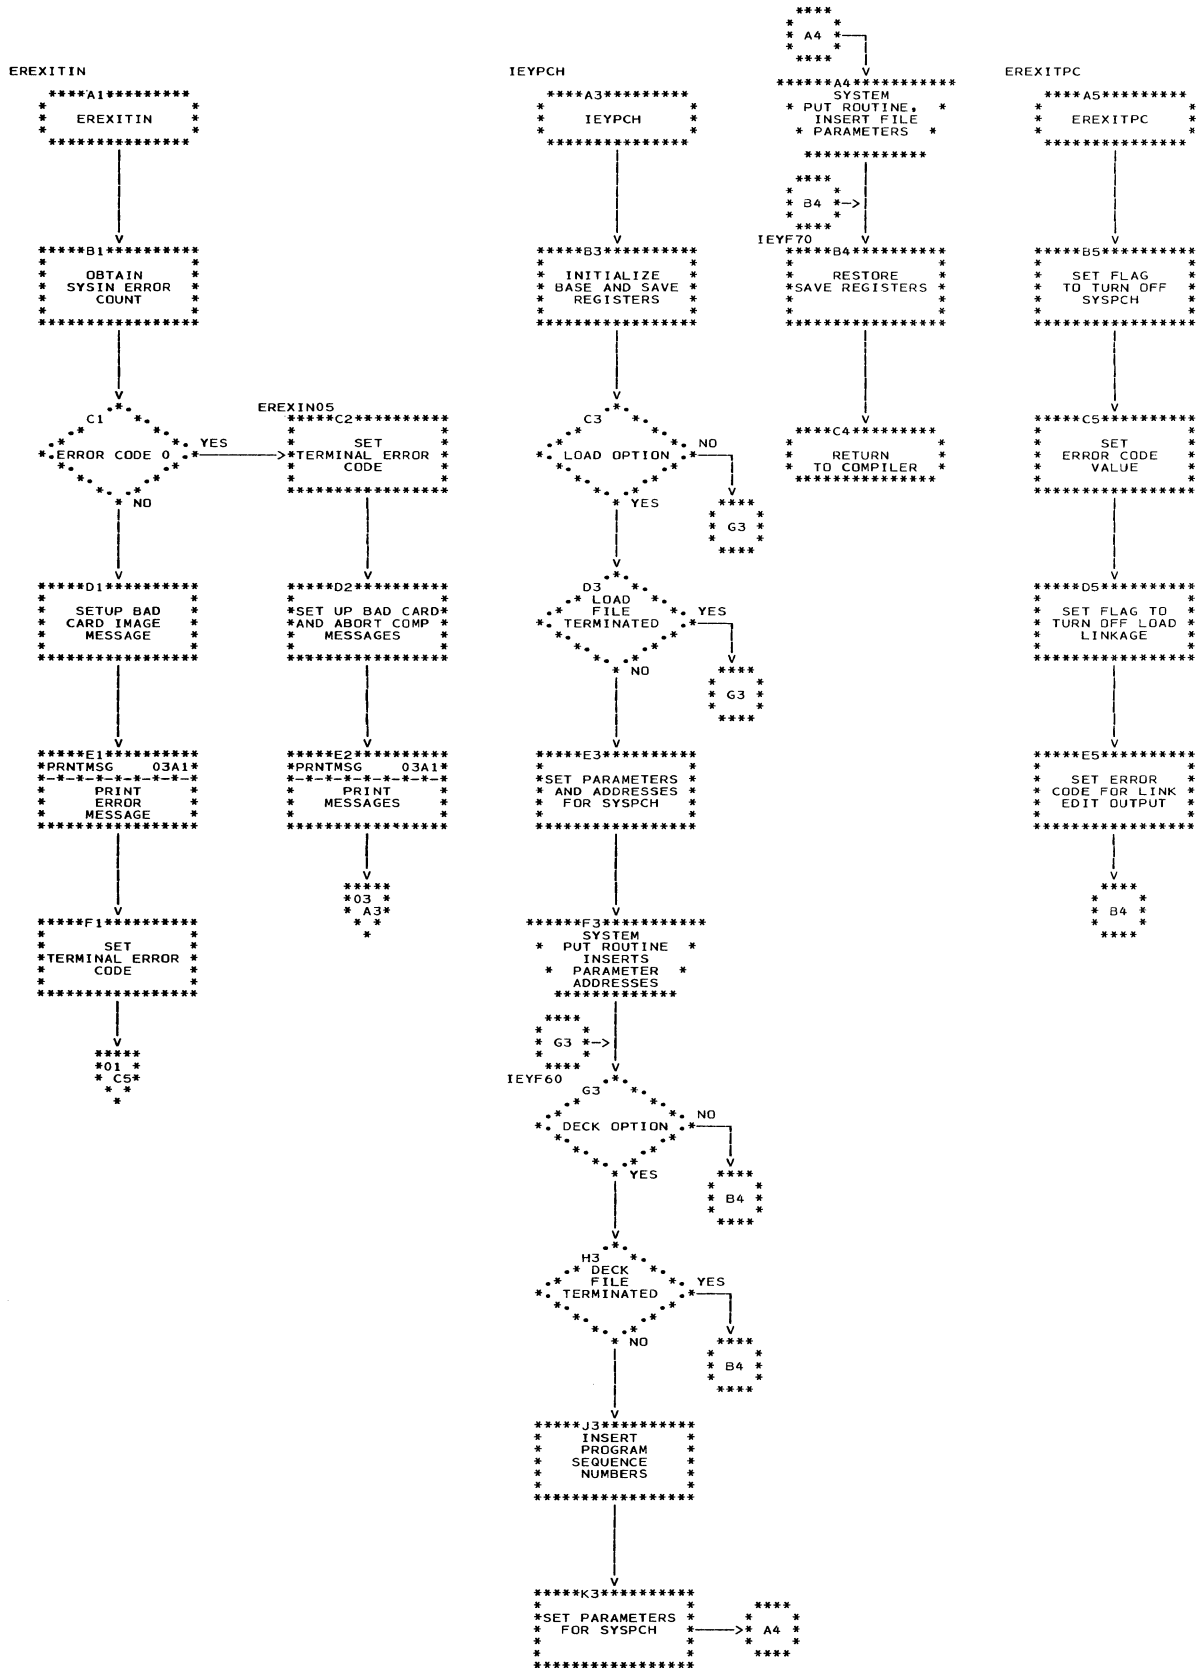 EREXITIN
A1
EREXITIN
B1
OBTAIN
SYSIN ERROR
COUNT
C1
ERROR CODE 0
YES
NO
D1
SETUP BAD
CARD IMAGE
MESSAGE
E1
PRNTMSG 03A1
PRINT
ERROR
MESSAGE
F1
SET
TERMINAL ERROR
CODE
01
C5
EREXIN05
C2
SET
TERMINAL ERROR
CODE
D2
SET UP BAD CARD
AND ABORT COMP
MESSAGES
E2
PRNTMSG 03A1
PRINT
MESSAGES
03
A3
IEYPCH
A3
IEYPCH
B3
INITIALIZE
BASE AND SAVE
REGISTERS
C3
LOAD OPTION
NO
G3
YES
D3
LOAD
FILE
TERMINATED
YES
G3
NO
E3
SET PARAMETERS
AND ADDRESSES
FOR SYSPCH
F3
SYSTEM
PUT ROUTINE
INSERTS
PARAMETER
ADDRESSES
G3
IEYF60
G3
DECK OPTION
NO
B4
YES
H3
DECK
FILE
TERMINATED
YES
B4
NO
J3
INSERT
PROGRAM
SEQUENCE
NUMBERS
K3
SET PARAMETERS
FOR SYSPCH
A4
A4
A4
SYSTEM
PUT ROUTINE,
INSERT FILE
PARAMETERS
B4
IEYF70
B4
RESTORE
SAVE REGISTERS
C4
RETURN
TO COMPILER
EREXITPC
A5
EREXITPC
B5
SET FLAG
TO TURN OFF
SYSPCH
C5
SET
ERROR CODE
VALUE
D5
SET FLAG TO
TURN OFF LOAD
LINKAGE
E5
SET ERROR
CODE FOR LINK
EDIT OUTPUT
B4